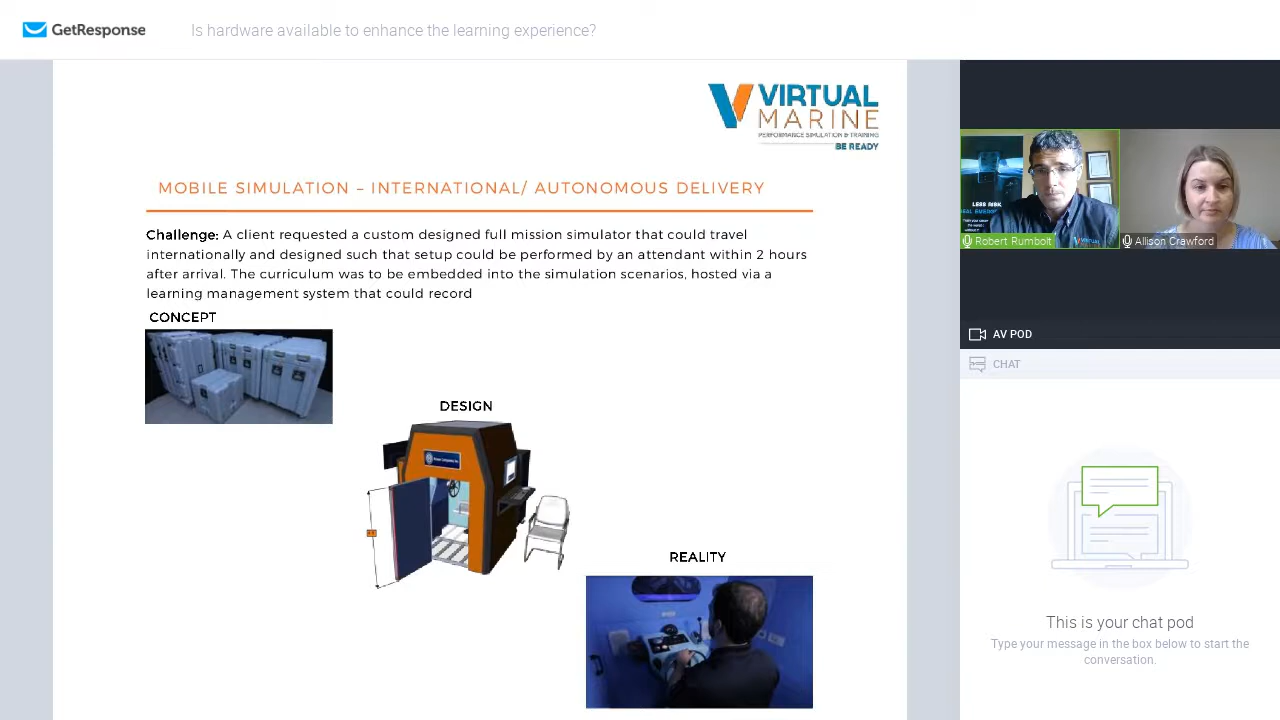 GetResponse
Is hardware available to enhance the learning experience?
VIRTUAL
MARINE
PERFORMANCE SIMULATION & TRAINING
BE READY
MOBILE SIMULATION – INTERNATIONAL/ AUTONOMOUS DELIVERY
Challenge: A client requested a custom designed full mission simulator that could travel
internationally and designed such that setup could be performed by an attendant within 2 hours
after arrival. The curriculum was to be embedded into the simulation scenarios, hosted via a
learning management system that could record
CONCEPT
DESIGN
REALITY
LESS RISK.
Robert Rumbolt
Allison Crawford
AV POD
CHAT
This is your chat pod
Type your message in the box below to start the
conversation.